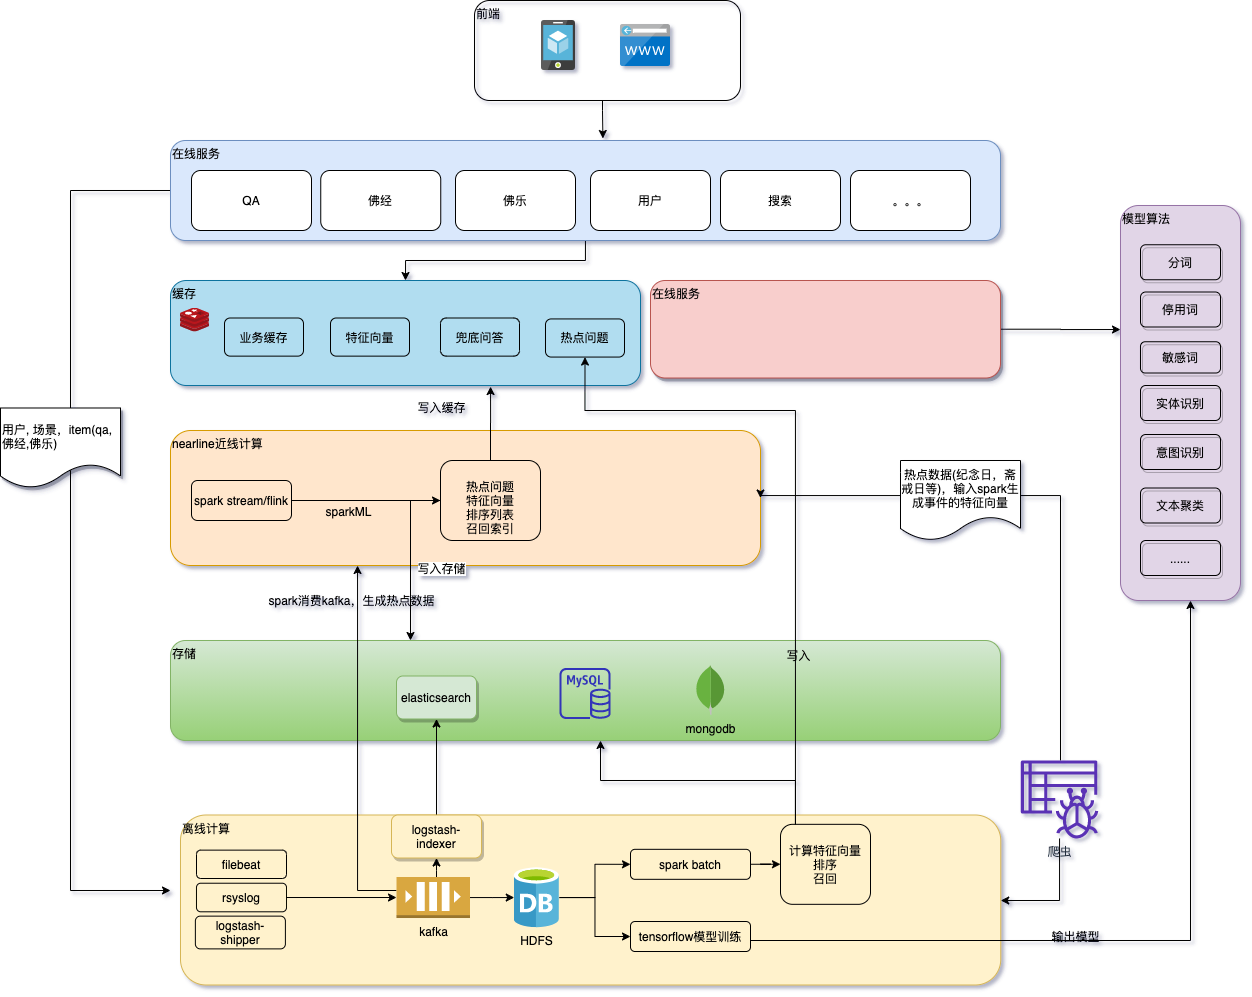 前端
WWW
在线服务
QA
佛经
佛乐
用户
搜索
。。。
模型算法
分词
停用词
敏感词
实体识别
意图识别
文本聚类
......
缓存
业务缓存
特征向量
兜底问答
热点问题
在线服务
写入缓存
用户, 场景，item(qa,
佛经,佛乐)
nearline近线计算
spark stream/flink
sparkML
热点问题
特征向量
排序列表
召回索引
热点数据(纪念日，斋
戒日等)，输入spark生
成事件的特征向量
写入存储
spark消费kafka，生成热点数据
存储
写入
elasticsearch
MySQL
mongodb
爬虫
离线计算
filebeat
rsyslog
logstash-
shipper
logstash-
indexer
kafka
DB
HDFS
spark batch
计算特征向量
排序
召回
tensorflow模型训练
输出模型